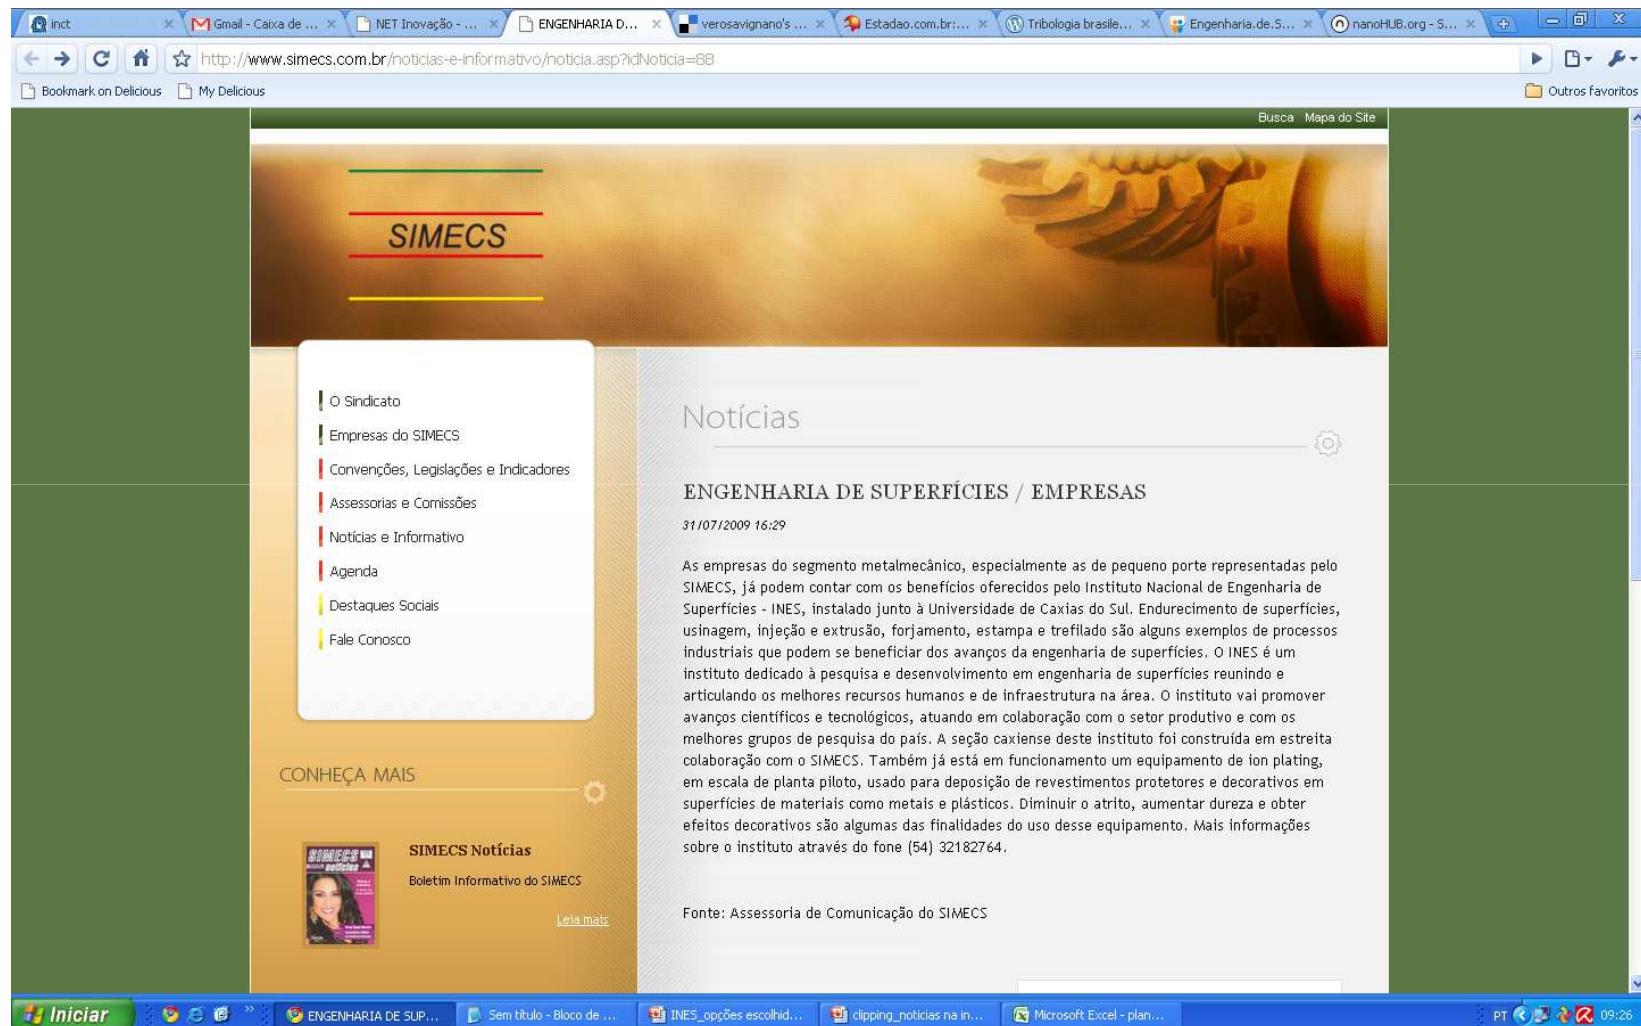 inct
Gmail - Caixa de ...
NET Inovação - ...
ENGENHARIA D...
verosavignano's ...
Estadao.com.br:...
Tribologia brasile...
Engenharia.de.S...
nanoHUB.org - S...
http://www.simecs.com.br/noticias-e-informativo/noticia.asp?idNoticia=88
Bookmark on Delicious
My Delicious
Outros favoritos
Busca
Mapa do Site
SIMECS
O Sindicato
Empresas do SIMECS
Convenções, Legislações e Indicadores
Assessorias e Comissões
Notícias e Informativo
Agenda
Destaques Sociais
Fale Conosco
CONHEÇA MAIS
SIMECS
notícias
SIMECS Notícias
Boletim Informativo do SIMECS
Leia mais
Notícias
ENGENHARIA DE SUPERFÍCIES / EMPRESAS
31/07/2009 16:29
As empresas do segmento metalmecânico, especialmente as de pequeno porte representadas pelo
SIMECS, já podem contar com os benefícios oferecidos pelo Instituto Nacional de Engenharia de
Superfícies - INES, instalado junto à Universidade de Caxias do Sul. Endurecimento de superfícies,
usinagem, injeção e extrusão, forjamento, estampa e trefilado são alguns exemplos de processos
industriais que podem se beneficiar dos avanços da engenharia de superfícies. O INES é um
instituto dedicado à pesquisa e desenvolvimento em engenharia de superfícies reunindo e
articulando os melhores recursos humanos e de infraestrutura na área. O instituto vai promover
avanços científicos e tecnológicos, atuando em colaboração com o setor produtivo e com os
melhores grupos de pesquisa do país. A seção caxiense deste instituto foi construída em estreita
colaboração com o SIMECS. Também já está em funcionamento um equipamento de ion plating,
em escala de planta piloto, usado para deposição de revestimentos protetores e decorativos em
superfícies de materiais como metais e plásticos. Diminuir o atrito, aumentar dureza e obter
efeitos decorativos são algumas das finalidades do uso desse equipamento. Mais informações
sobre o instituto através do fone (54) 32182764.
Fonte: Assessoria de Comunicação do SIMECS
Iniciar
ENGENHARIA DE SUP...
Sem título - Bloco de ...
INES_opções escolhid...
clipping_noticias na in...
Microsoft Excel - plan...
PT
09:26